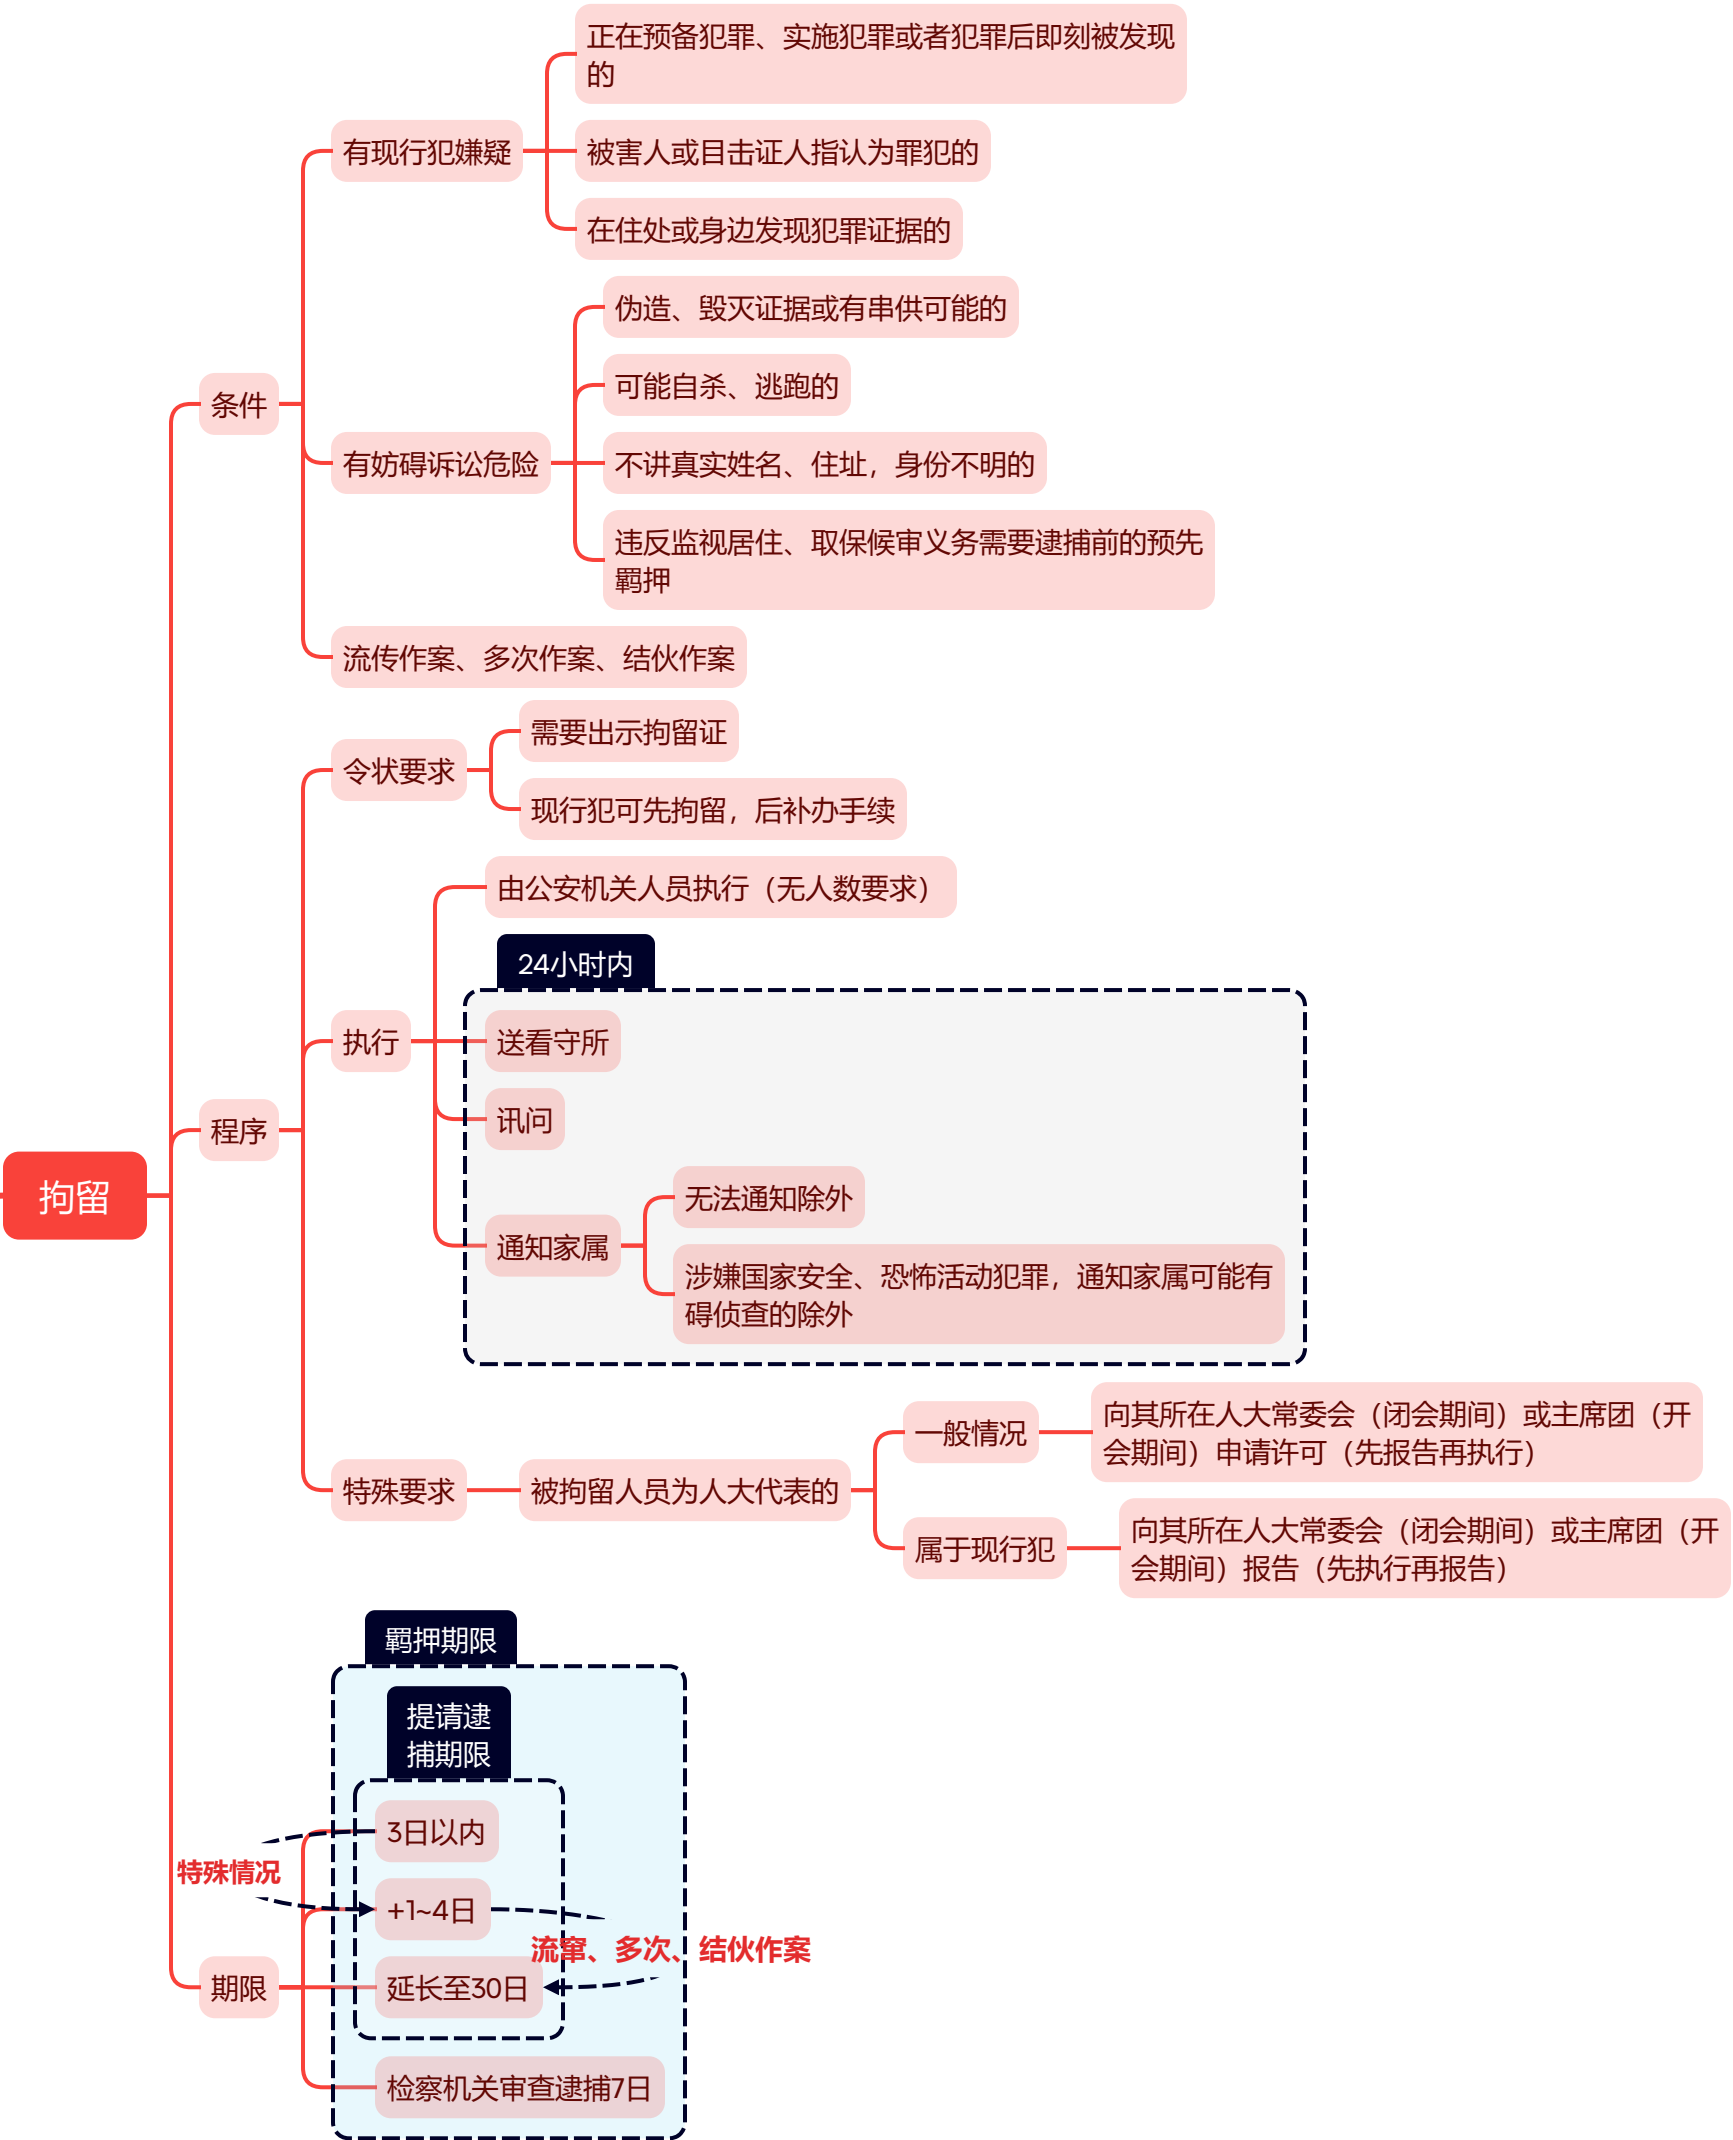 正在预备犯罪、实施犯罪或者犯罪后即刻被发现
的
有现行犯嫌疑
被害人或目击证人指认为罪犯的
在住处或身边发现犯罪证据的
伪造、毁灭证据或有串供可能的
可能自杀、逃跑的
条件
有妨碍诉讼危险
不讲真实姓名、住址，身份不明的
违反监视居住、取保候审义务需要逮捕前的预先
羁押
流传作案、多次作案、结伙作案
需要出示拘留证
令状要求
现行犯可先拘留，后补办手续
由公安机关人员执行（无人数要求）
24小时内
执行
送看守所
讯问
程序
无法通知除外
拘留
通知家属
涉嫌国家安全、恐怖活动犯罪，通知家属可能有
碍侦查的除外
一般情况
向其所在人大常委会（闭会期间）或主席团（开
会期间）申请许可（先报告再执行）
特殊要求
被拘留人员为人大代表的
属于现行犯
向其所在人大常委会（闭会期间）或主席团（开
会期间）报告（先执行再报告）
羁押期限
提请逮
捕期限
3日以内
特殊情况
+1~4日
流窜、多次、结伙作案
期限
延长至30日
检察机关审查逮捕7日